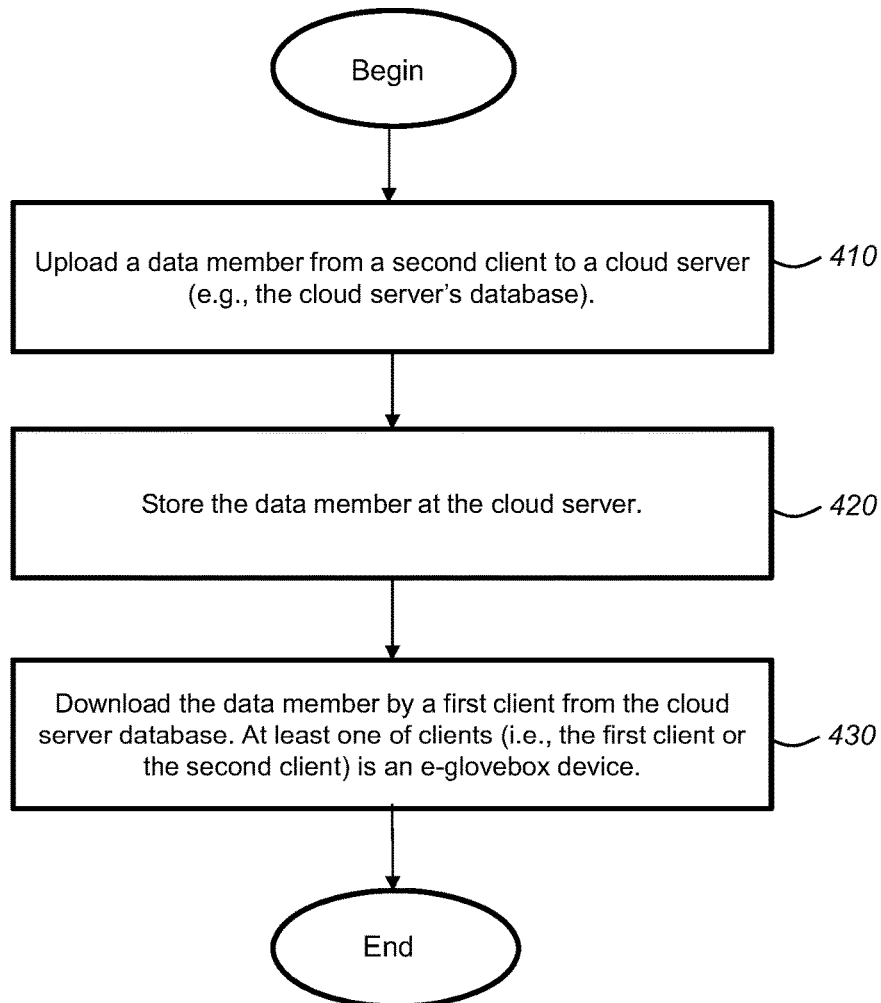 Begin
Upload a data member from a second client to a cloud server
(e.g., the cloud server's database).
410
Store the data member at the cloud server.
420
Download the data member by a first client from the cloud
server database. At least one of clients (i.e., the first client or
the second client) is an e-glovebox device.
430
End